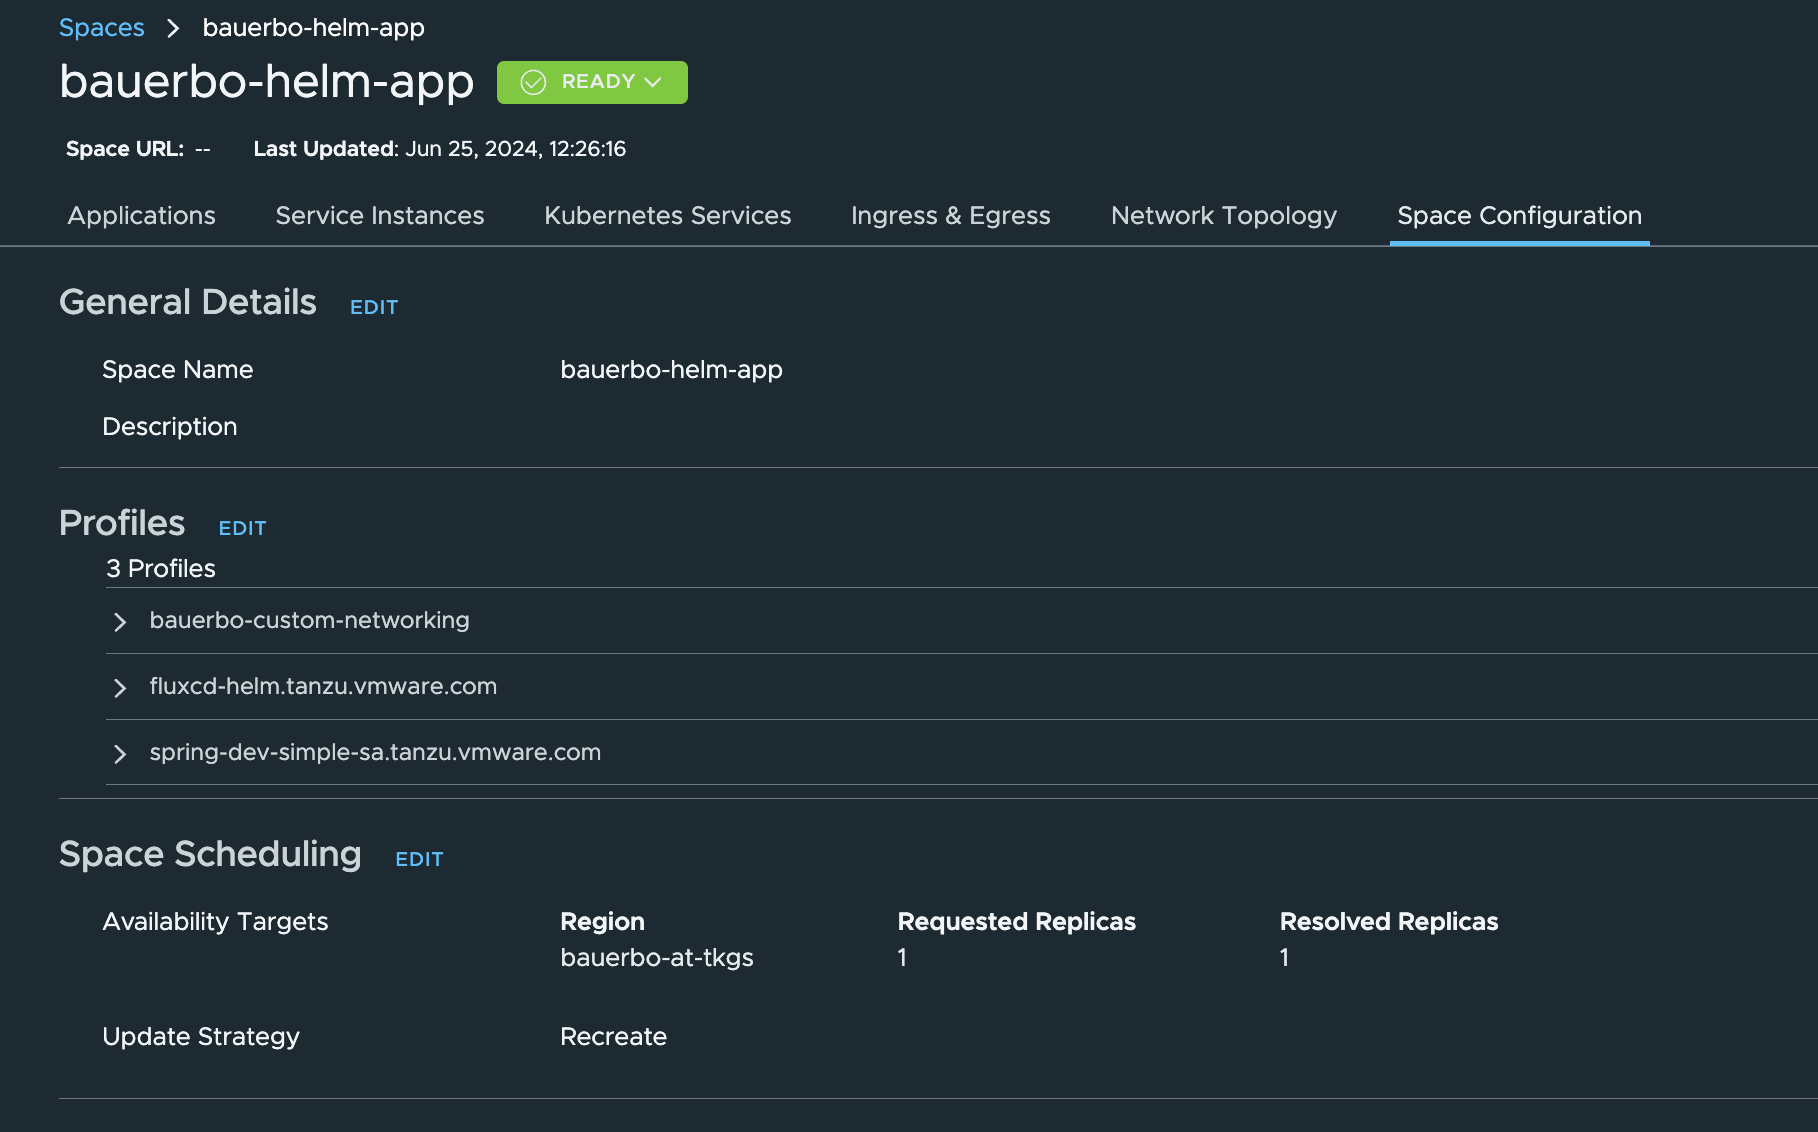 Spaces > bauerbo-helm-app
bauerbo-helm-app READY
Space URL: -- Last Updated: Jun 25, 2024, 12:26:16
Applications Service Instances Kubernetes Services Ingress & Egress Network Topology Space Configuration
General Details EDIT
Space Name bauerbo-helm-app
Description
Profiles EDIT
3 Profiles
bauerbo-custom-networking
fluxcd-helm.tanzu.vmware.com
spring-dev-simple-sa.tanzu.vmware.com
Space Scheduling EDIT
Availability Targets Region Requested Replicas Resolved Replicas
bauerbo-at-tkgs 1 1
Update Strategy Recreate